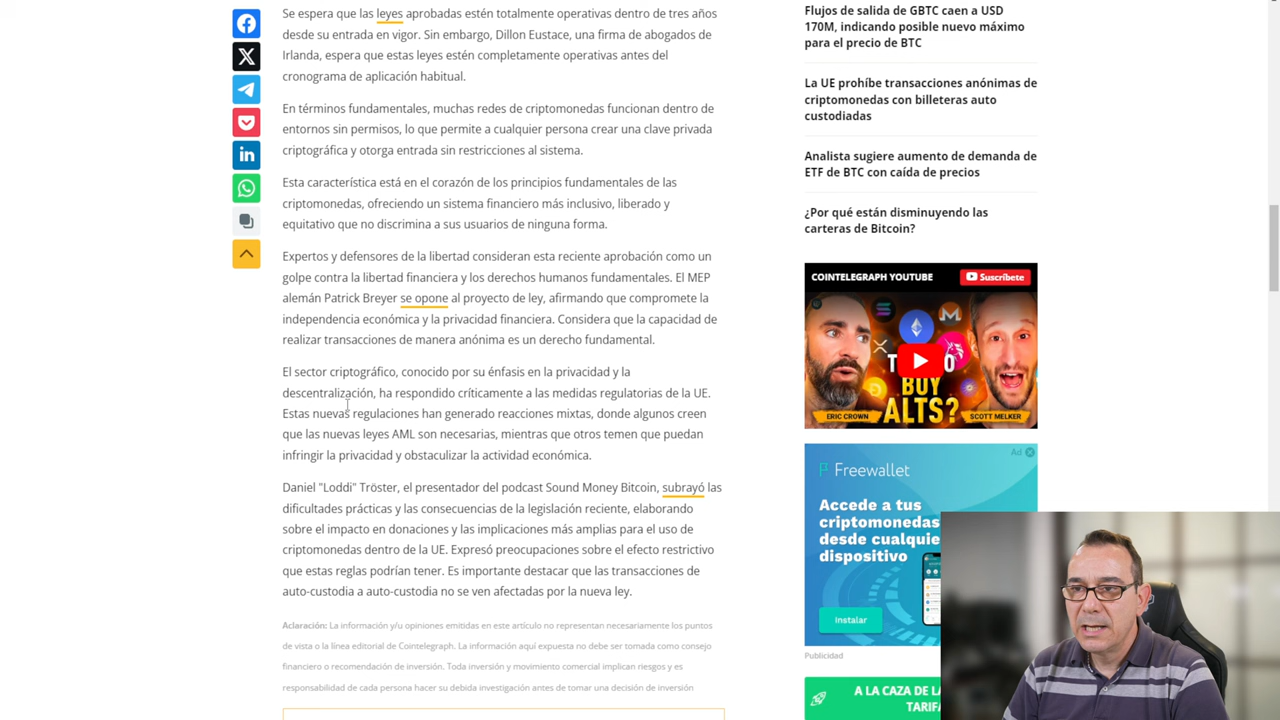 Se espera que las leyes aprobadas estén totalmente operativas dentro de tres años
desde su entrada en vigor. Sin embargo, Dillon Eustace, una firma de abogados de
Irlanda, espera que estas leyes estén completamente operativas antes del
cronograma de aplicación habitual.
En términos fundamentales, muchas redes de criptomonedas funcionan dentro de
entornos sin permisos, lo que permite a cualquier persona crear una clave privada
criptográfica y otorga entrada sin restricciones al sistema.
Esta característica está en el corazón de los principios fundamentales de las
criptomonedas, ofreciendo un sistema financiero más inclusivo, liberado y
equitativo que no discrimina a sus usuarios de ninguna forma.
Expertos y defensores de la libertad consideran esta reciente aprobación como un
golpe contra la libertad financiera y los derechos humanos fundamentales. El MEP
alemán Patrick Breyer se opone al proyecto de ley, afirmando que compromete la
independencia económica y la privacidad financiera. Considera que la capacidad de
realizar transacciones de manera anónima es un derecho fundamental.
El sector criptográfico, conocido por su énfasis en la privacidad y la
descentralización, ha respondido críticamente a las medidas regulatorias de la UE.
Estas nuevas regulaciones han generado reacciones mixtas, donde algunos creen
que las nuevas leyes AML son necesarias, mientras que otros temen que puedan
infringir la privacidad y obstaculizar la actividad económica.
Daniel "Loddi" Tröster, el presentador del podcast Sound Money Bitcoin, subrayó las
dificultades prácticas y las consecuencias de la legislación reciente, elaborando
sobre el impacto en donaciones y las implicaciones más amplias para el uso de
criptomonedas dentro de la UE. Expresó preocupaciones sobre el efecto restrictivo
que estas reglas podrían tener. Es importante destacar que las transacciones de
auto-custodia a auto-custodia no se ven afectadas por la nueva ley.
Aclaración: La información y/u opiniones emitidas en este artículo no representan necesariamente los puntos
de vista o la línea editorial de Cointelegraph. La información aquí expuesta no debe ser tomada como consejo
financiero o recomendación de inversión. Toda inversión y movimiento comercial implican riesgos y es
responsabilidad de cada persona hacer su debida investigación antes de tomar una decisión de inversión
Flujos de salida de GBTC caen a USD
170M, indicando posible nuevo máximo
para el precio de BTC
La UE prohíbe transacciones anónimas de
criptomonedas con billeteras auto
custodiadas
Analista sugiere aumento de demanda de
ETF de BTC con caída de precios
¿Por qué están disminuyendo las
carteras de Bitcoin?
COINTELEGRAPH YOUTUBE
Suscríbete
BUY
ALTS?
ERIC CROWN
SCOTT MELKER
Ad
Freewallet
Accede a tus
criptomonedas
desde cualquie
dispositivo
Instalar
Publicidad
A LA CAZA DE L
TARIFA